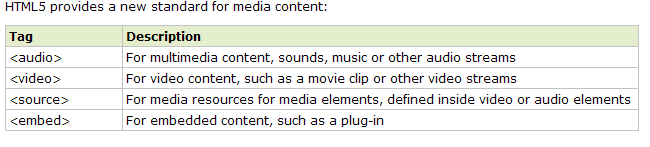 HTML5 provides a new standard for media content:
Tag Description
<audio> For multimedia content, sounds, music or other audio streams
<video> For video content, such as a movie clip or other video streams
<source> For media resources for media elements, defined inside video or audio elements
<embed> For embedded content, such as a plug-in